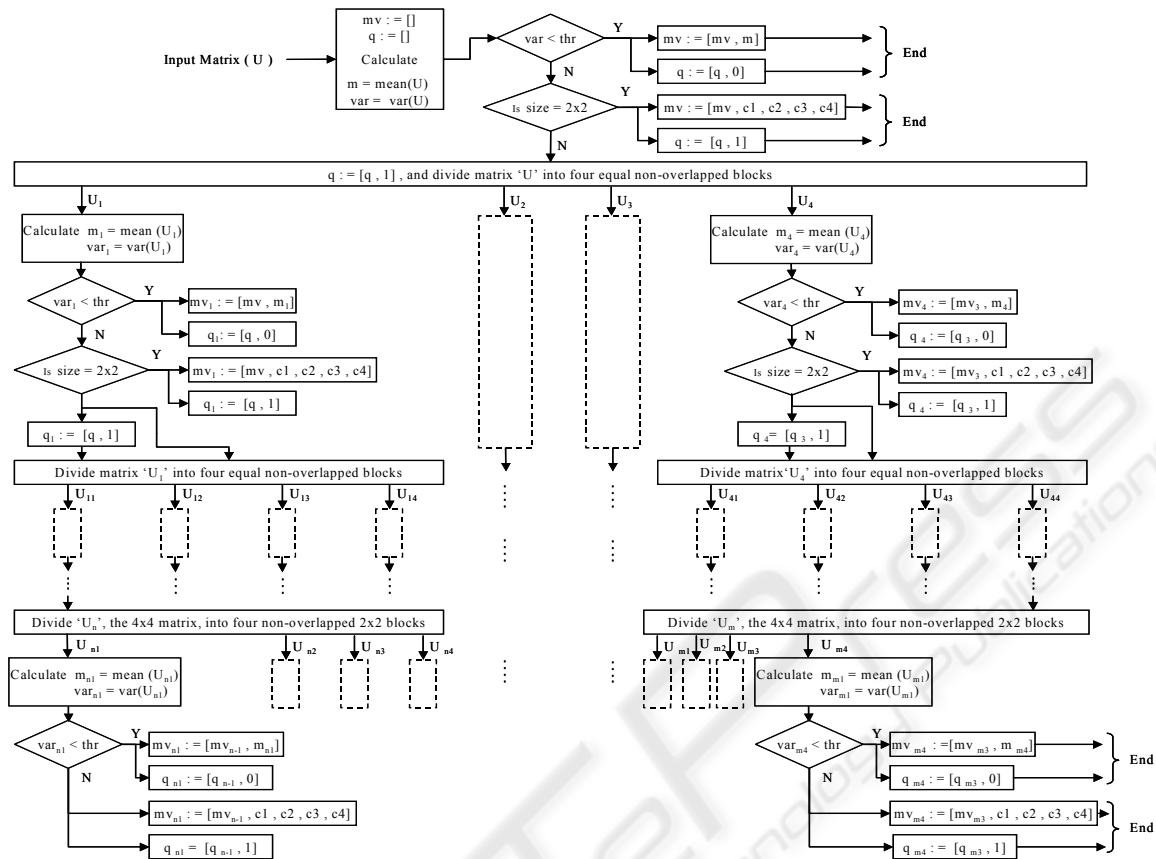 mv := []
q := []
Calculate
m = mean(U)
var = var(U)
Input Matrix ( U )
var < thr
Y
N
mv := [mv , m]
q := [q , 0]
End
Is size = 2x2
Y
N
mv := [mv , c1 , c2 , c3 , c4]
q := [q , 1]
End
q := [q , 1] , and divide matrix ‘U’ into four equal non-overlapped blocks
U1
U2
U3
U4
Calculate m1 = mean (U1)
var1 = var(U1)
var1 < thr
Y
N
mv1 := [mv , m1]
q1 := [q , 0]
Is size = 2x2
Y
mv1 := [mv , c1 , c2 , c3 , c4]
q1 := [q , 1]
q1 := [q , 1]
Divide matrix ‘U1’ into four equal non-overlapped blocks
U11
U12
U13
U14
Calculate m4 = mean (U4)
var4 = var(U4)
var4 < thr
Y
N
mv4 := [mv3 , m4]
q 4 := [q 3 , 0]
Is size = 2x2
Y
mv4 := [mv3 , c1 , c2 , c3 , c4]
q 4 := [q 3 , 1]
q 4= [q 3 , 1]
Divide matrix‘U4’ into four equal non-overlapped blocks
U41
U42
U43
U44
Divide ‘Un’, the 4x4 matrix, into four non-overlapped 2x2 blocks
U n1
U n2
U n3
U n4
Calculate mn1 = mean (Un1)
varn1 = var(Un1)
varn1 < thr
Y
N
mvn1 := [mvn-1 , mn1]
q n1 := [q n-1 , 0]
mvn1 := [mvn-1 , c1 , c2 , c3 , c4]
q n1 = [q n-1 , 1]
Divide ‘Um’, the 4x4 matrix, into four non-overlapped 2x2 blocks
U m1
U m2
U m3
U m4
Calculate mm1 = mean (Um1)
varm1 = var(Um1)
varm4 < thr
Y
N
mv m4 :=[mv m3 , m m4]
q m4 := [q m3 , 0]
End
mvm4 := [mvm3 , c1 , c2 , c3 , c4]
q m4 := [q m3 , 1]
End